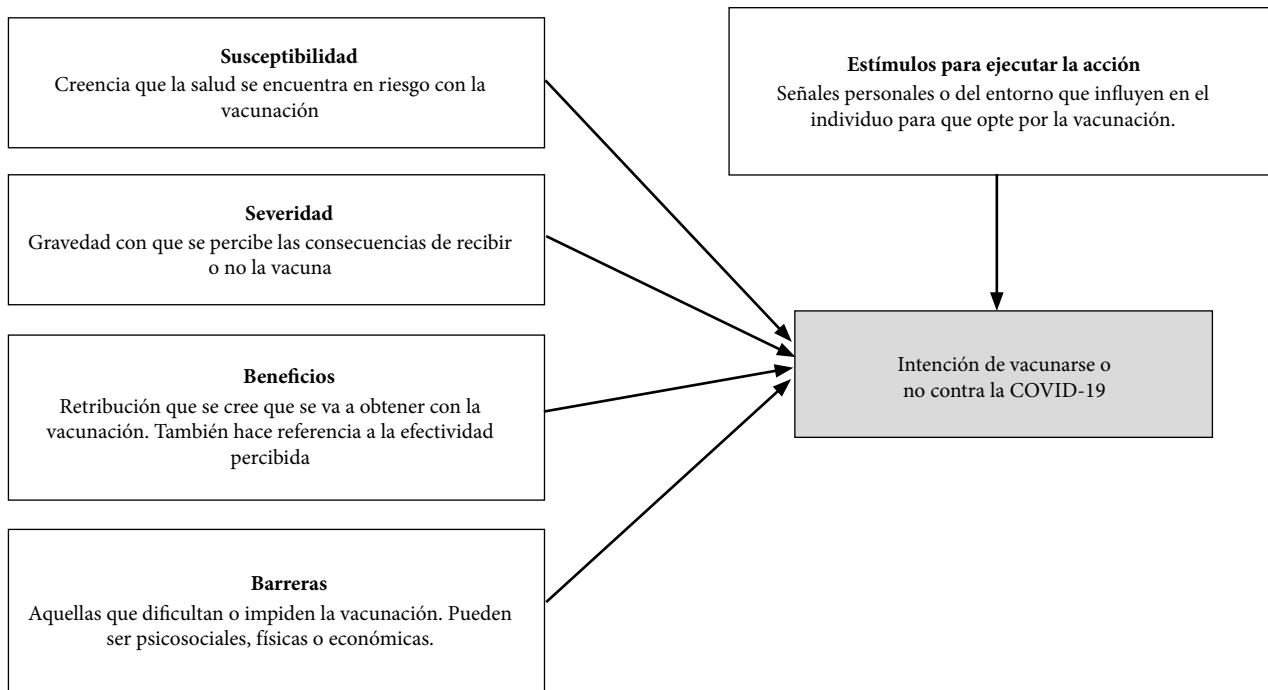 Susceptibilidad
Creencia que la salud se encuentra en riesgo con la
vacunación
Severidad
Gravedad con que se percibe las consecuencias de recibir
o no la vacuna
Beneficios
Retribución que se cree que se va a obtener con la
vacunación. También hace referencia a la efectividad
percibida
Barreras
Aquellas que dificultan o impiden la vacunación. Pueden
ser psicosociales, físicas o económicas.
Estímulos para ejecutar la acción
Señales personales o del entorno que influyen en el
individuo para que opte por la vacunación.
Intención de vacunarse o
no contra la COVID-19